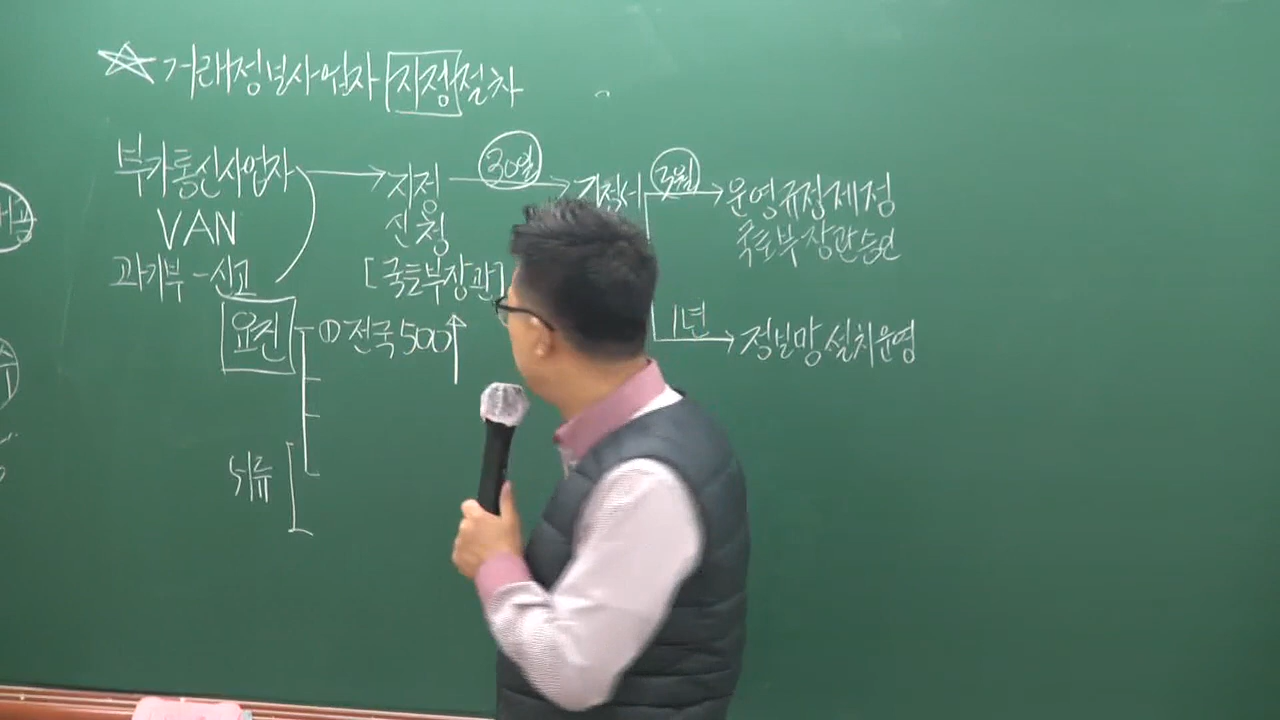 ☆ 거래정보사업자 지정절차
부가통신사업자 → 지정 30일 → 지정서 3월 → 운영규정제정
VAN 신청 국토부장관승인
과기부-신고 [국토부장관]
요건 ① 전국 500↑ 1년 → 정보망 설치운영
서류